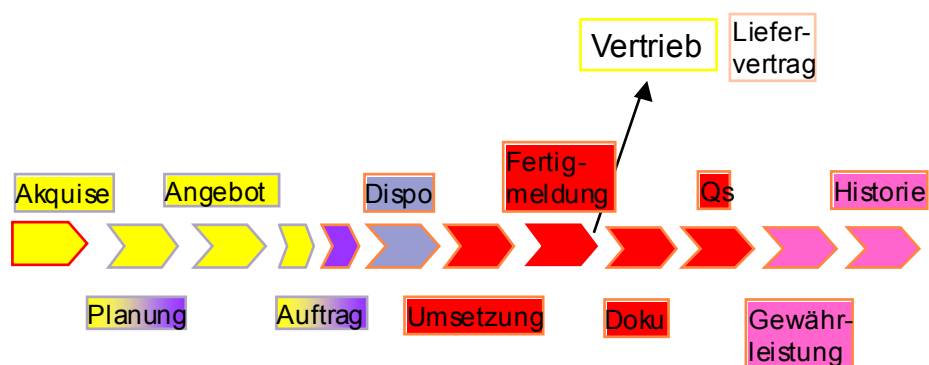 Vertrieb
Liefer-
vertrag
Fertig-
meldung
Akquise
Angebot
Dispo
Qs
Historie
Planung
Auftrag
Umsetzung
Doku
Gewähr-
leistung